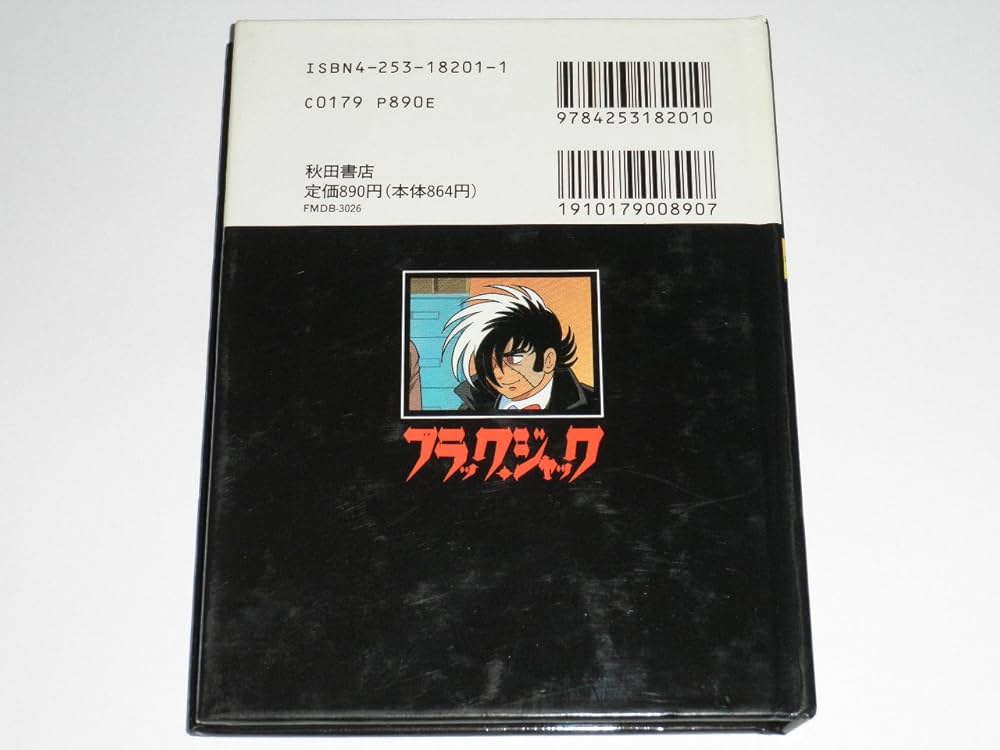 ISBN4-253-18201-1
C0179 P890E
9784253182010
秋田書店
定価890円(本体864円)
FMDB-3026
1910179008907
ブラック・ジャック